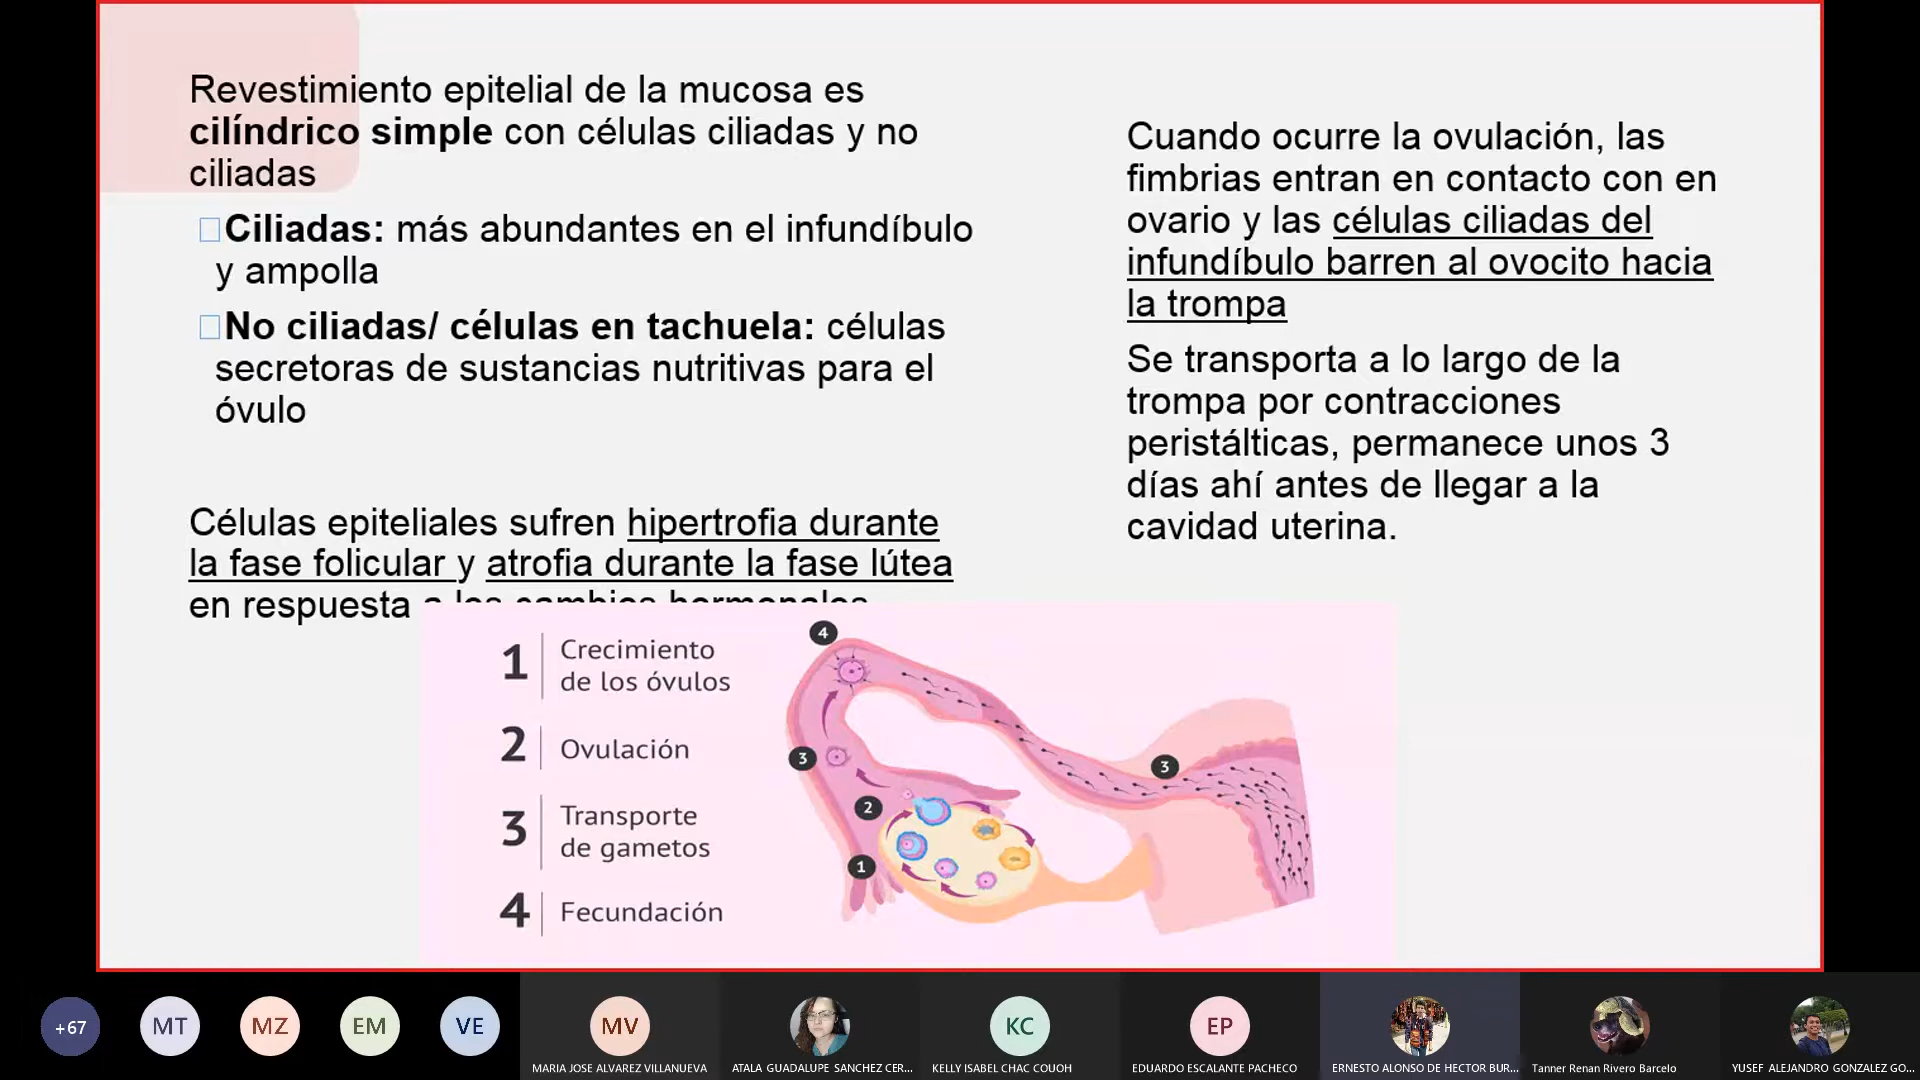 Revestimiento epitelial de la mucosa es
cilíndrico simple con células ciliadas y no
ciliadas
Ciliadas: más abundantes en el infundíbulo
y ampolla
No ciliadas/ células en tachuela: células
secretoras de sustancias nutritivas para el
óvulo
Células epiteliales sufren hipertrofia durante
la fase folicular y atrofia durante la fase lútea
en respuesta a los cambios hormonales
Cuando ocurre la ovulación, las
fimbrias entran en contacto con en
ovario y las células ciliadas del
infundíbulo barren al ovocito hacia
la trompa
Se transporta a lo largo de la
trompa por contracciones
peristálticas, permanece unos 3
días ahí antes de llegar a la
cavidad uterina.
1 Crecimiento
de los óvulos
2 Ovulación
3 Transporte
de gametos
4 Fecundación
4
3
3
2
1
+67
MT
MZ
EM
VE
MV
KC
EP
MARIA JOSE ALVAREZ VILLANUEVA
ATALA GUADALUPE SANCHEZ CER...
KELLY ISABEL CHAC COUOH
EDUARDO ESCALANTE PACHECO
ERNESTO ALONSO DE HECTOR BUR...
Tanner Renan Rivero Barcelo
YUSEF ALEJANDRO GONZALEZ GO...